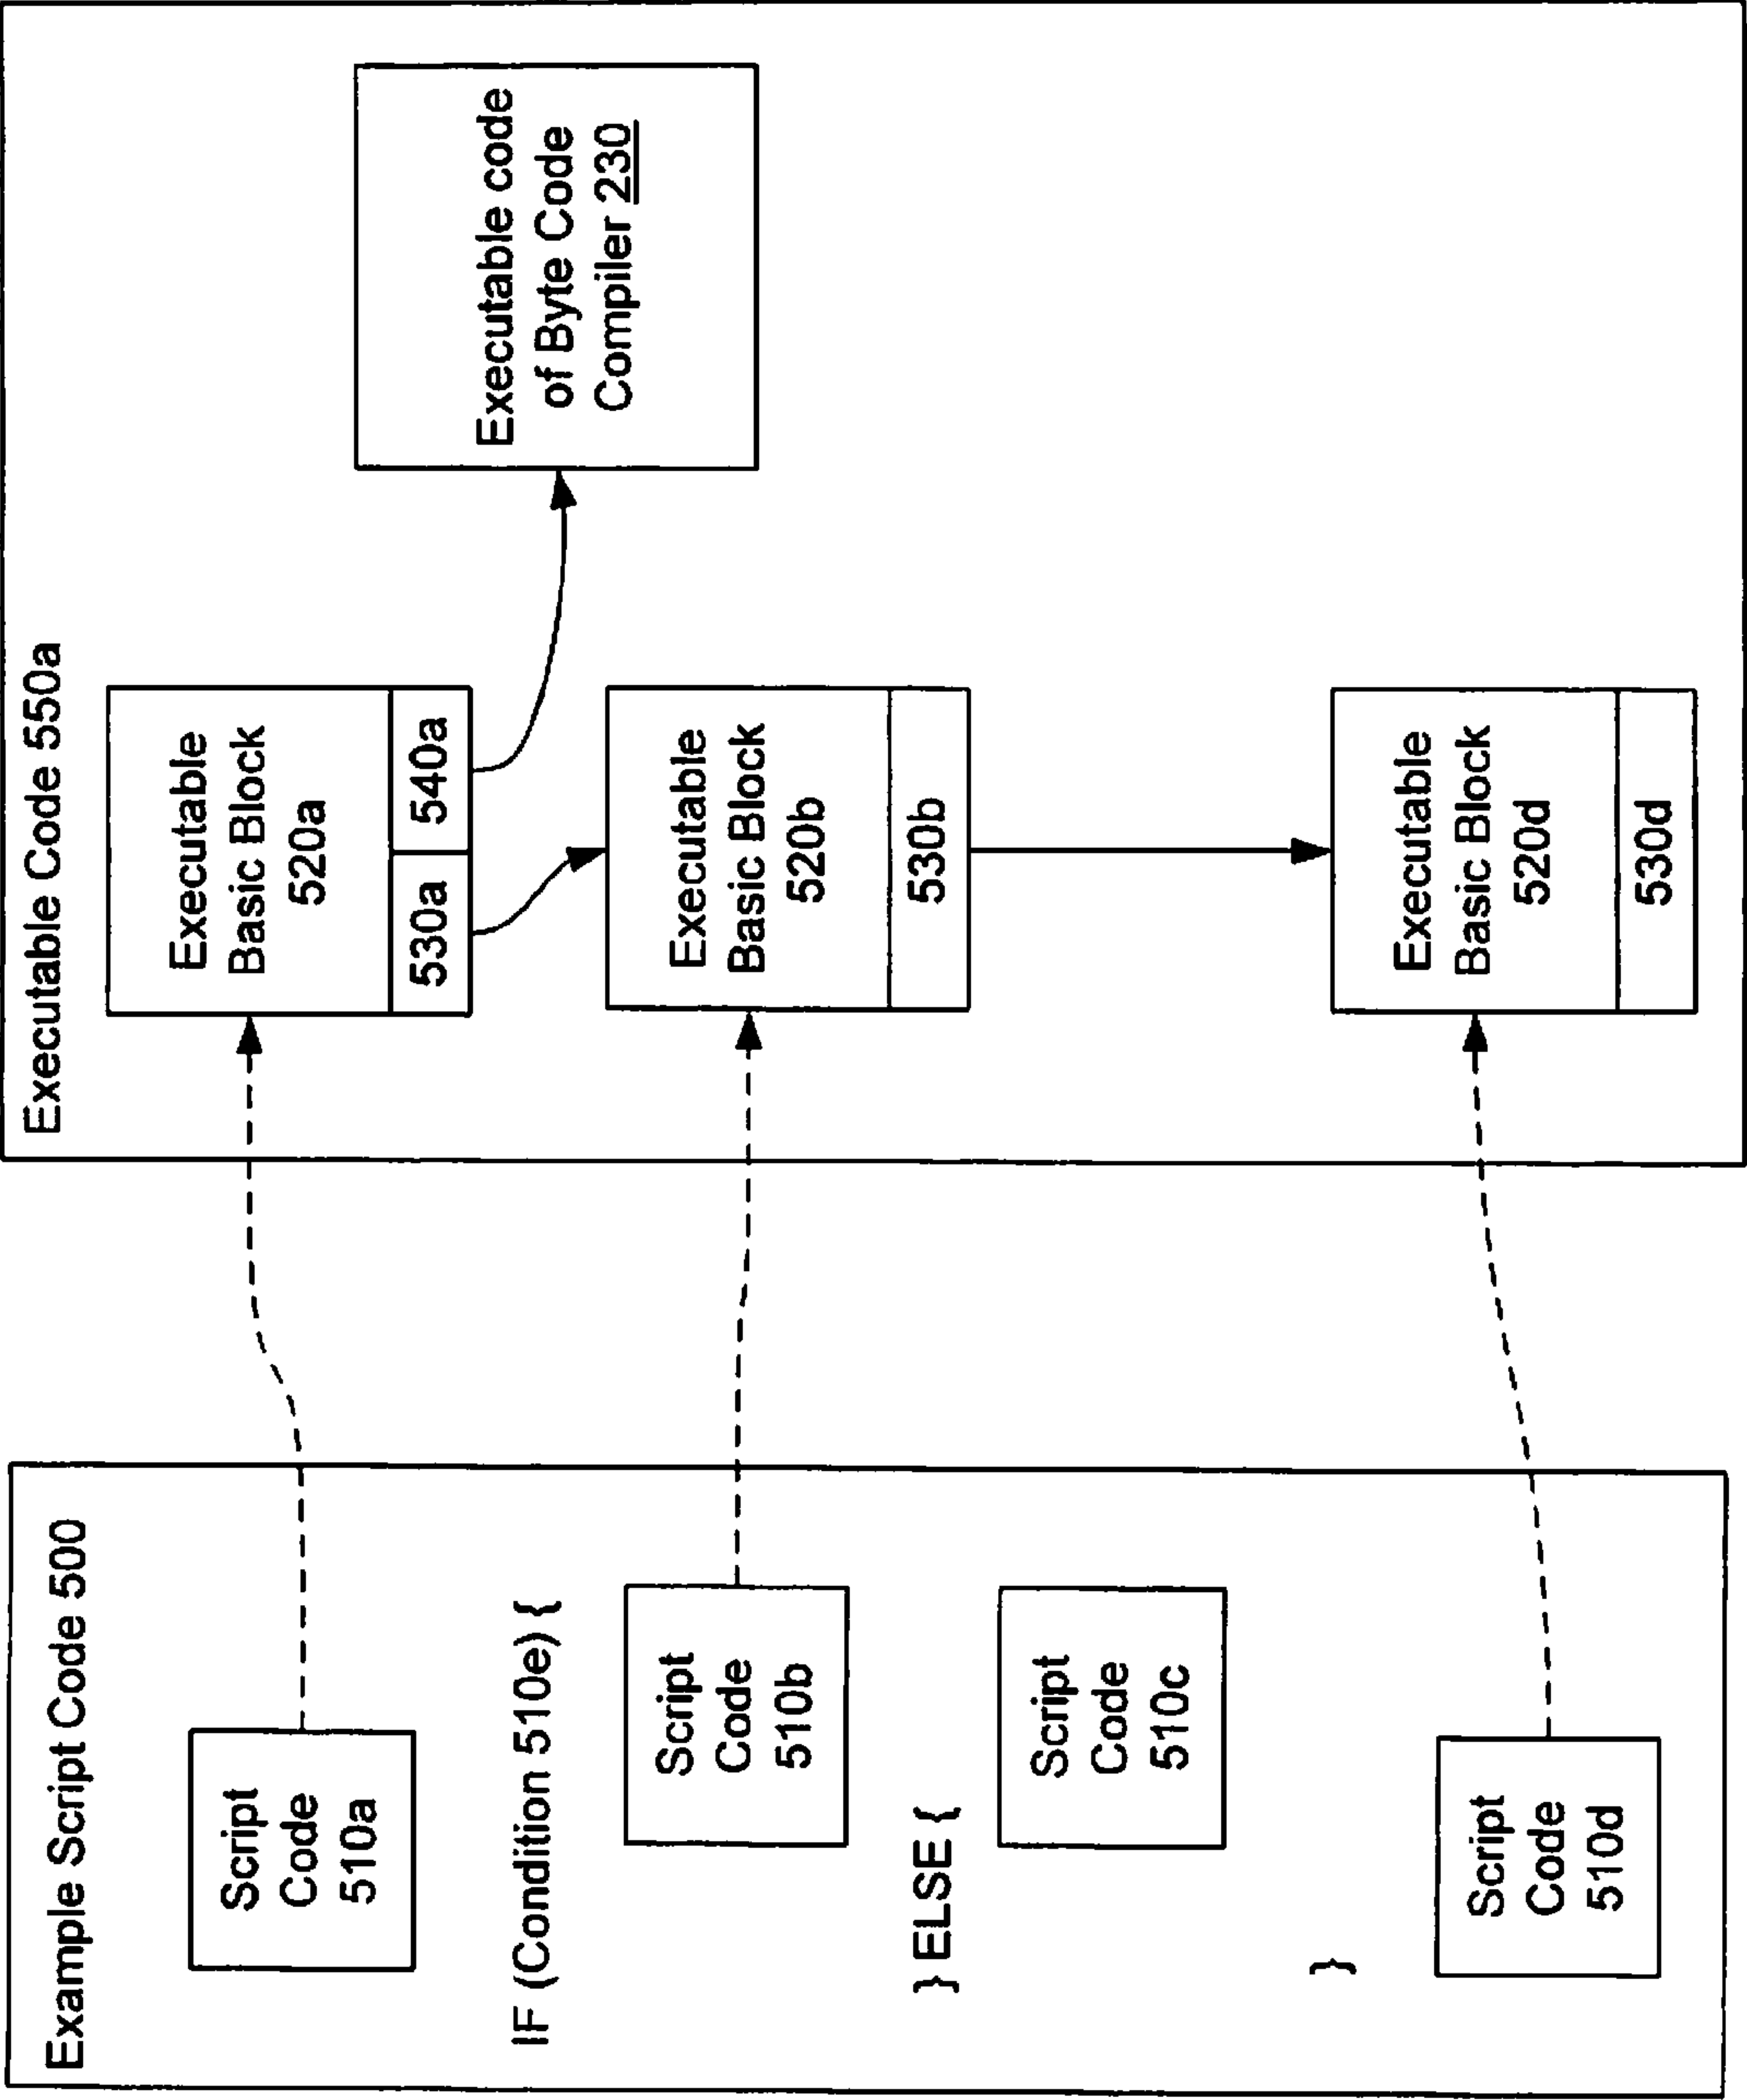 Example Script Code 500
Script
Code
510a
IF (Condition 510e) {
Script
Code
510b
} ELSE {
Script
Code
510c
}
Script
Code
510d
Executable Code 550a
Executable
Basic Block
520a
530a
540a
Executable code
of Byte Code
Compiler 230
Executable
Basic Block
520b
530b
Executable
Basic Block
520d
530d